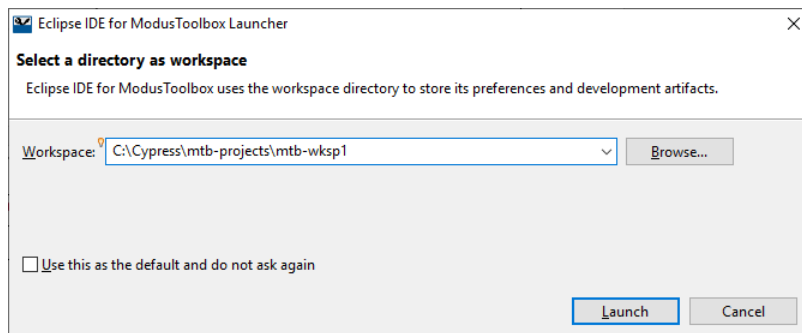 Eclipse IDE for ModusToolbox Launcher
Select a directory as workspace
Eclipse IDE for ModusToolbox uses the workspace directory to store its preferences and development artifacts.
Workspace: C:\Cypress\mtb-projects\mtb-wksp1 Browse...
Use this as the default and do not ask again
Launch Cancel